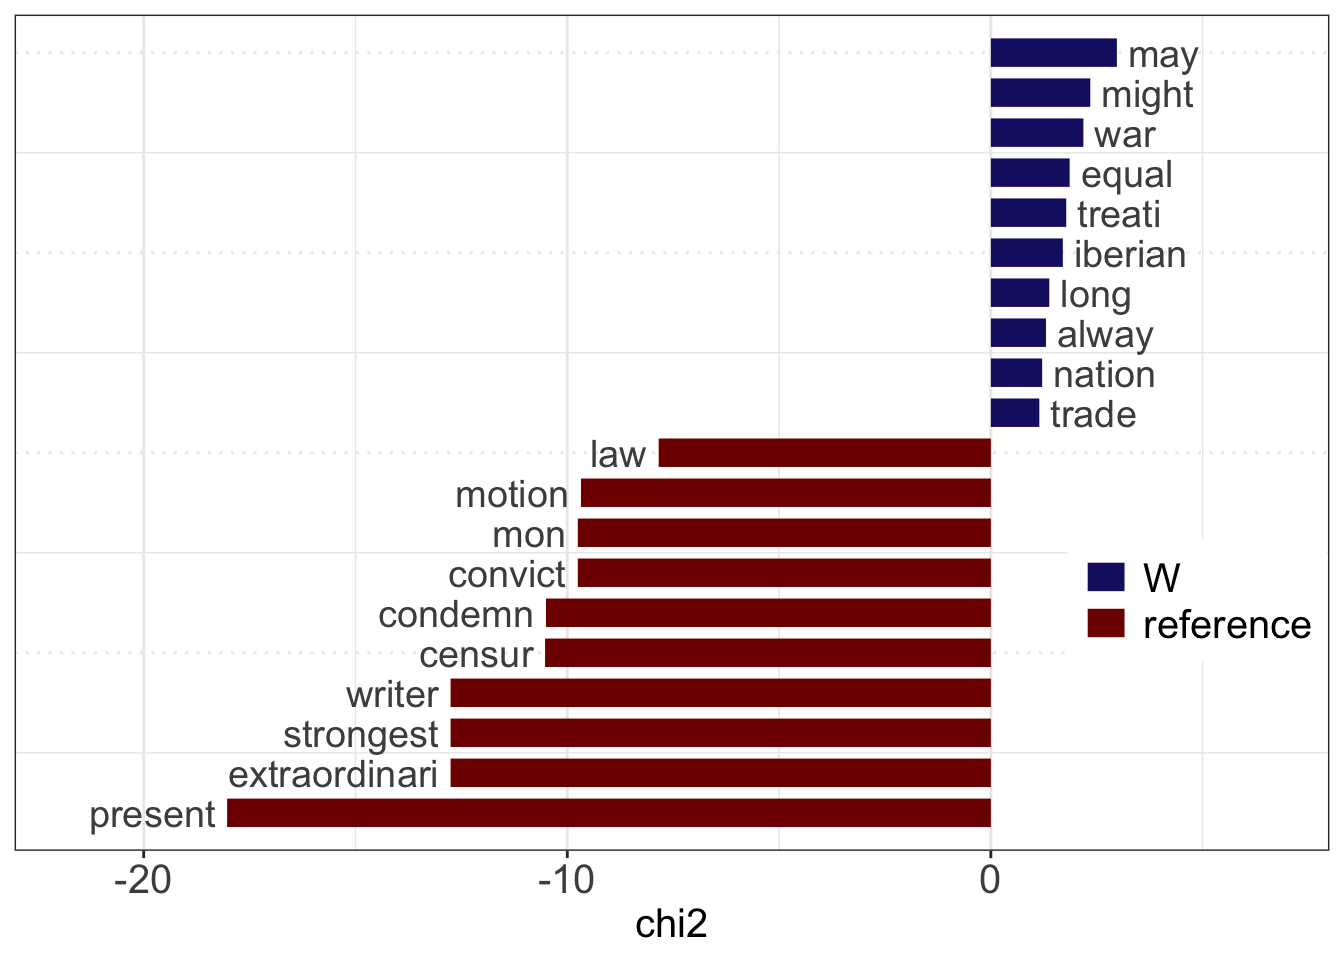 may
might
war
equal
treati
iberian
long
alway
nation
trade
law
motion
mon
convict
condemn
censur
writer
strongest
extraordinari
present
W
reference
-20 -10 0
chi2